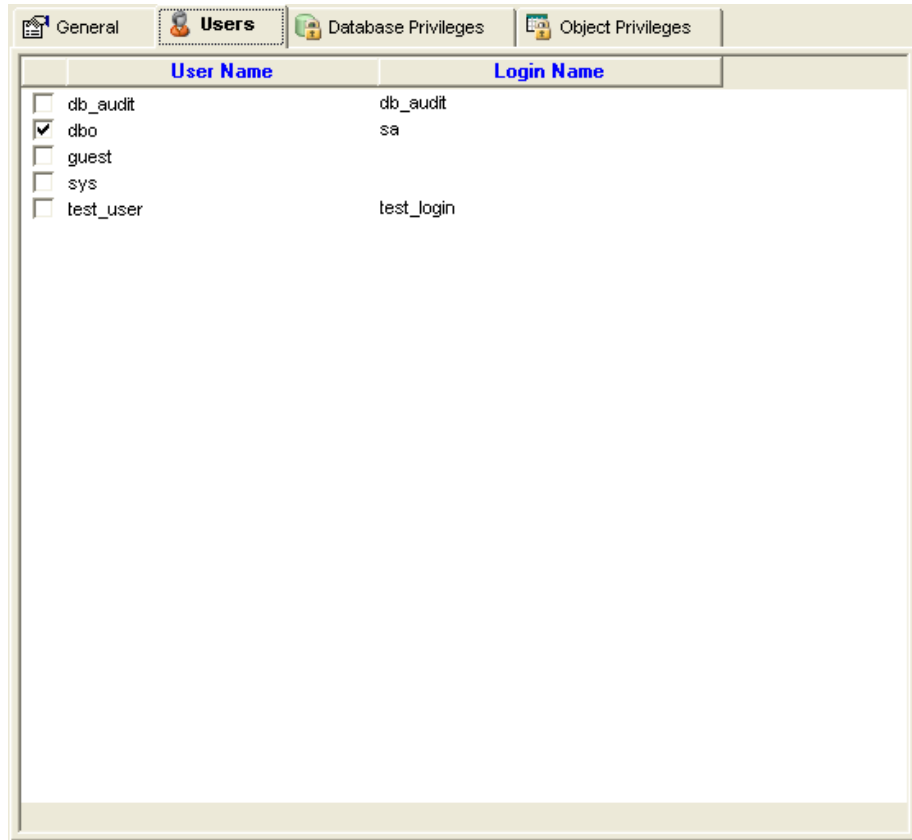 General Users Database Privileges Object Privileges
User Name Login Name
db_audit db_audit
dbo sa
guest
sys
test_user test_login